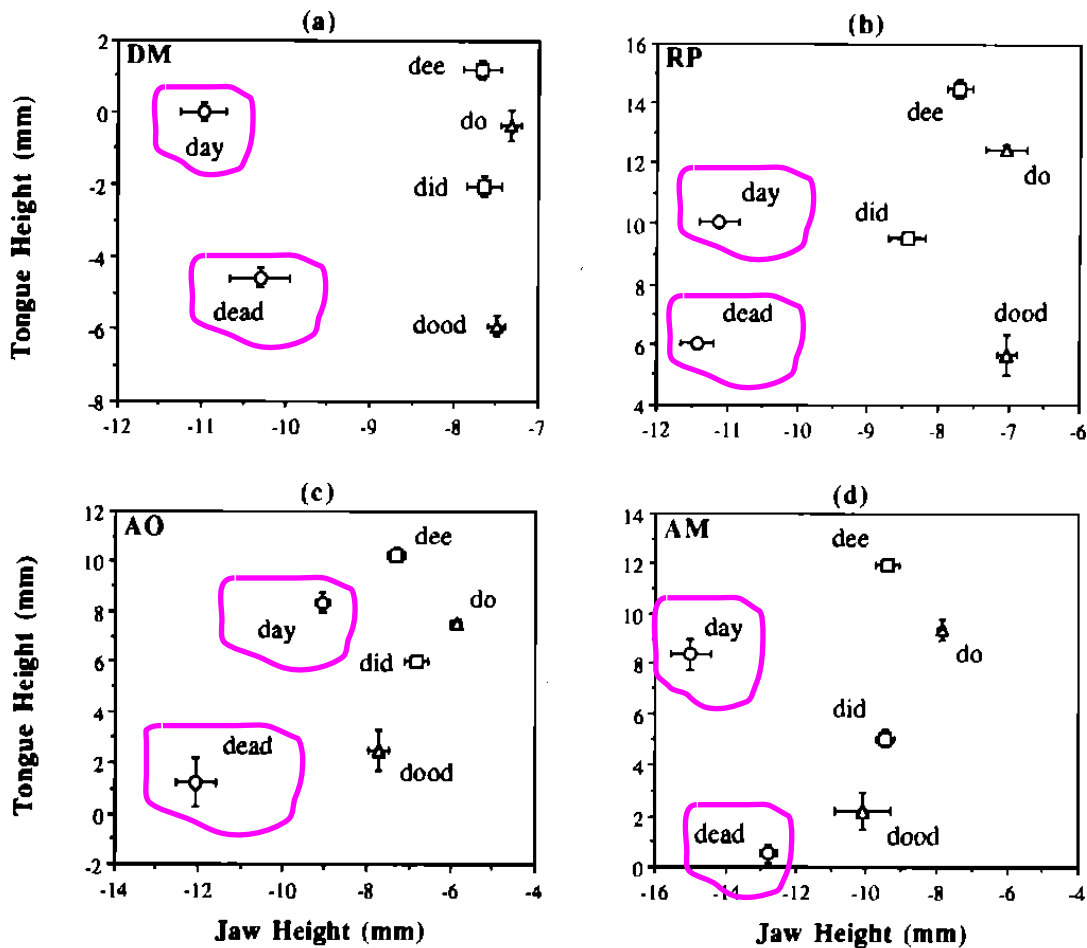 (a)
DM
dee
do
day
did
dead
dood
2
0
-2
-4
-6
-8
-12
-11
-10
-9
-8
-7
Tongue Height (mm)
(b)
RP
dee
do
day
did
dead
dood
16
14
12
10
8
6
4
-12
-11
-10
-9
-8
-7
-6
(c)
AO
dee
day
do
did
dead
dood
12
10
8
6
4
2
0
-2
-14
-12
-10
-8
-6
-4
Tongue Height (mm)
Jaw Height (mm)
(d)
AM
dee
day
do
did
dead
dood
14
12
10
8
6
4
2
0
-16
-14
-12
-10
-8
-6
-4
Jaw Height (mm)